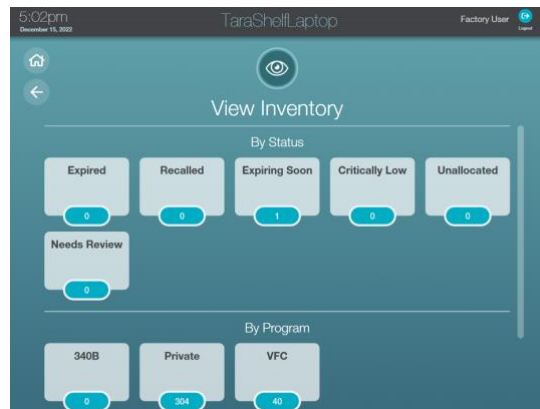 5:02pm TaraShelfLaptop Factory User
December 15, 2022 Logout
View Inventory
By Status
Expired Recalled Expiring Soon Critically Low Unallocated
0 0 1 0 0
Needs Review
0
By Program
340B Private VFC
0 304 40